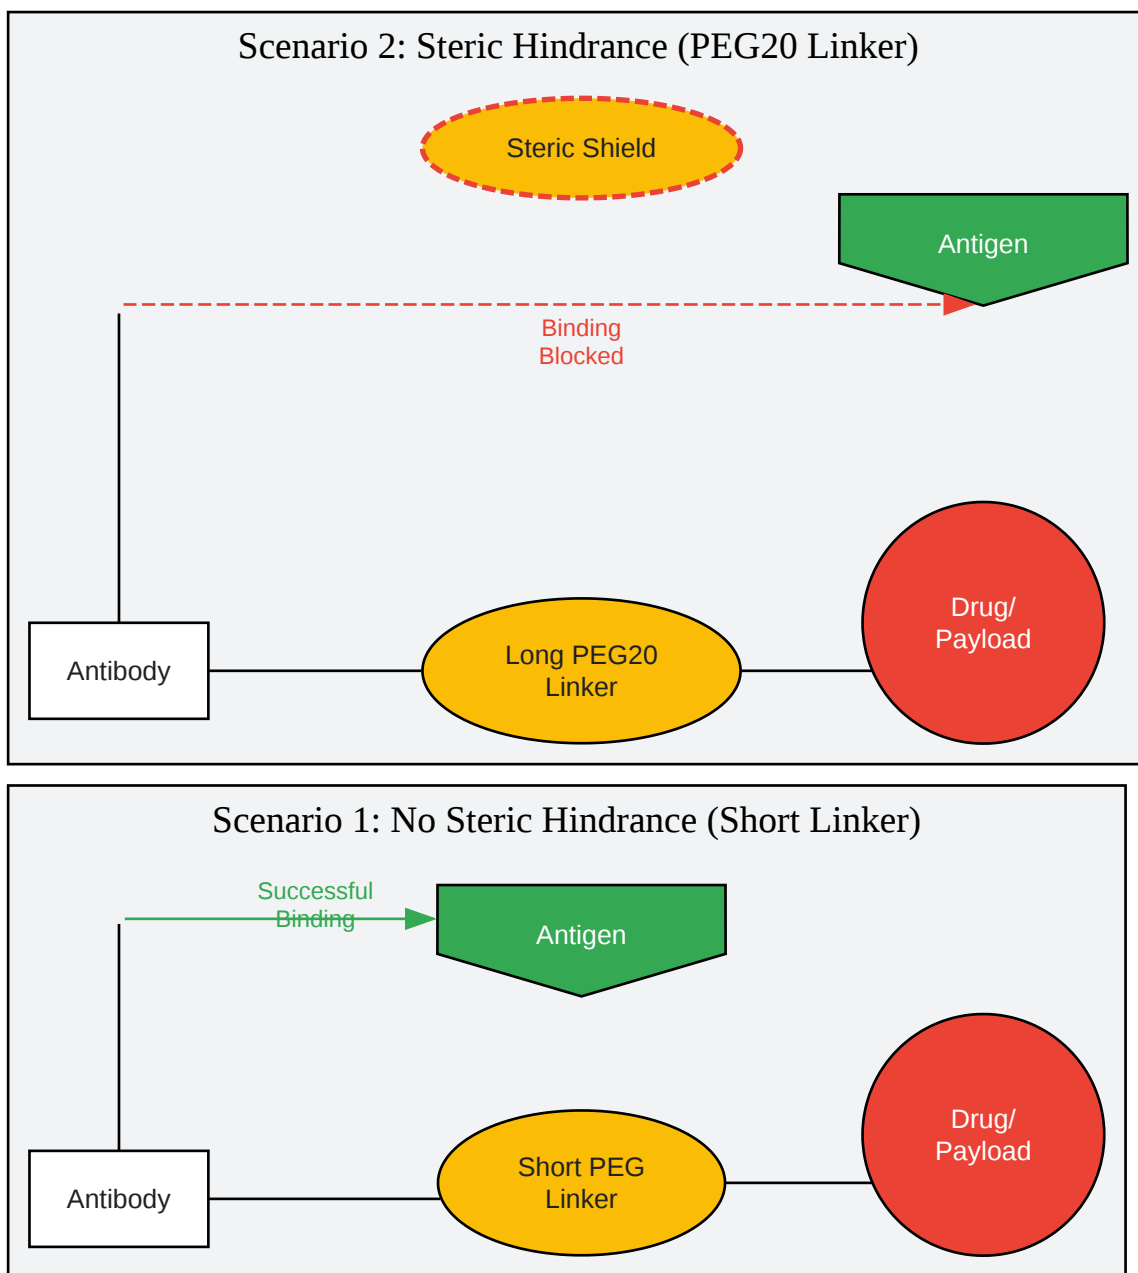 Scenario 2: Steric Hindrance (PEG20 Linker)
Steric Shield
Antigen
Binding
Blocked
Drug/
Payload
Antibody
Long PEG20
Linker
Scenario 1: No Steric Hindrance (Short Linker)
Successful
Binding
Antigen
Drug/
Payload
Antibody
Short PEG
Linker